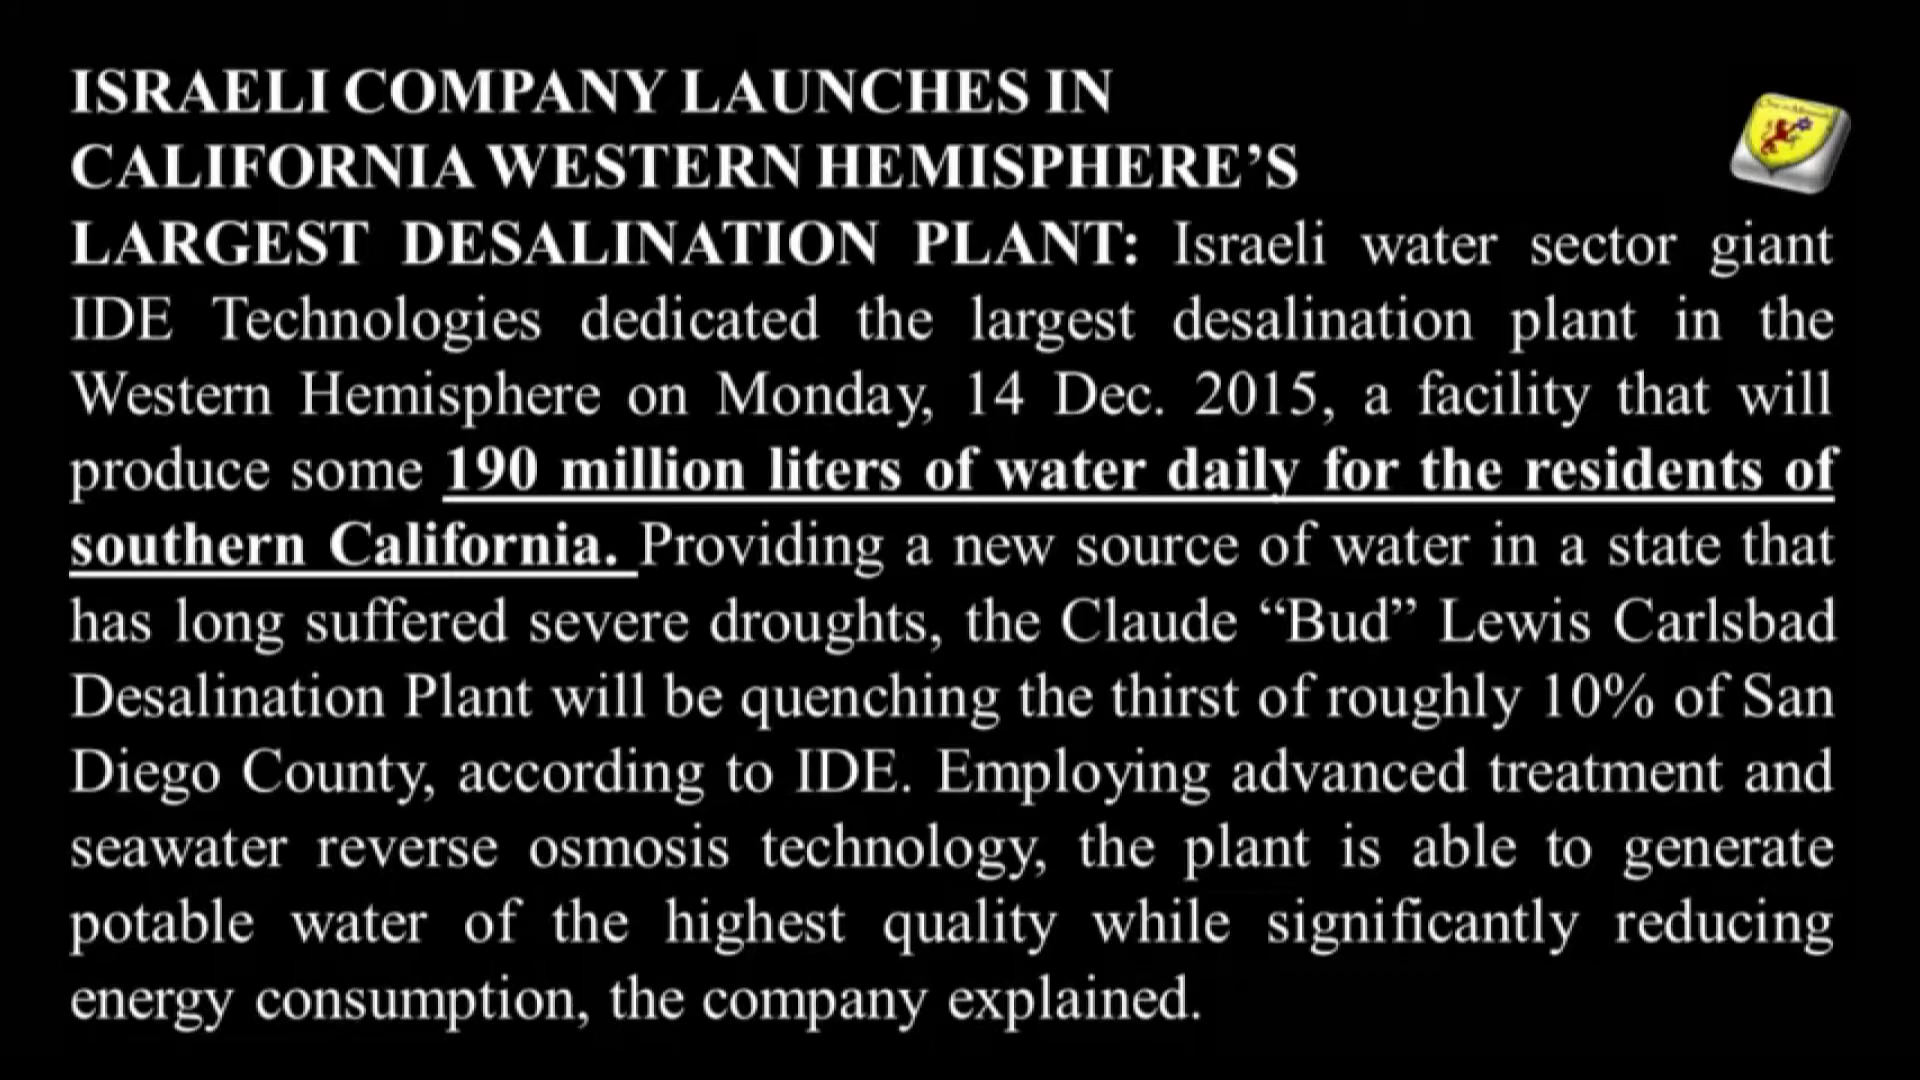 ISRAELI COMPANY LAUNCHES IN
CALIFORNIA WESTERN HEMISPHERE’S
LARGEST DESALINATION PLANT: Israeli water sector giant
IDE Technologies dedicated the largest desalination plant in the
Western Hemisphere on Monday, 14 Dec. 2015, a facility that will
produce some 190 million liters of water daily for the residents of
southern California. Providing a new source of water in a state that
has long suffered severe droughts, the Claude “Bud” Lewis Carlsbad
Desalination Plant will be quenching the thirst of roughly 10% of San
Diego County, according to IDE. Employing advanced treatment and
seawater reverse osmosis technology, the plant is able to generate
potable water of the highest quality while significantly reducing
energy consumption, the company explained.